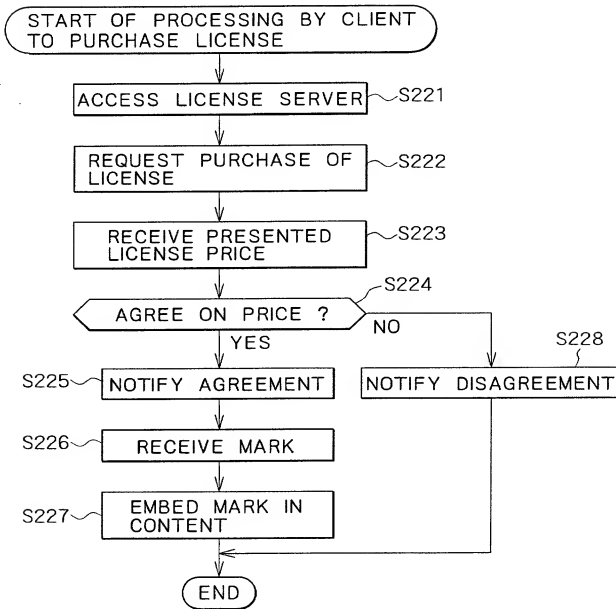 START OF PROCESSING BY CLIENT
TO PURCHASE LICENSE
ACCESS LICENSE SERVER
S221
REQUEST PURCHASE OF
LICENSE
S222
RECEIVE PRESENTED
LICENSE PRICE
S223
S224
AGREE ON PRICE ?
NO
YES
S228
S225
NOTIFY AGREEMENT
NOTIFY DISAGREEMENT
S226
RECEIVE MARK
S227
EMBED MARK IN
CONTENT
END